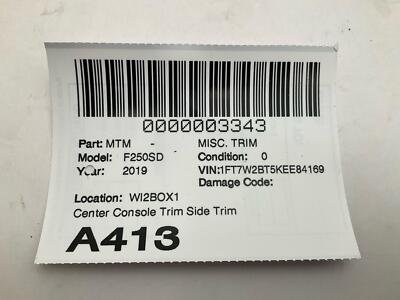 0000003343
Part: MTM - MISC. TRIM
Model: F250SD Condition: 0
Year: 2019 VIN:1FT7W2BT5KEE84169
Damage Code:
Location: WI2BOX1
Center Console Trim Side Trim
A413